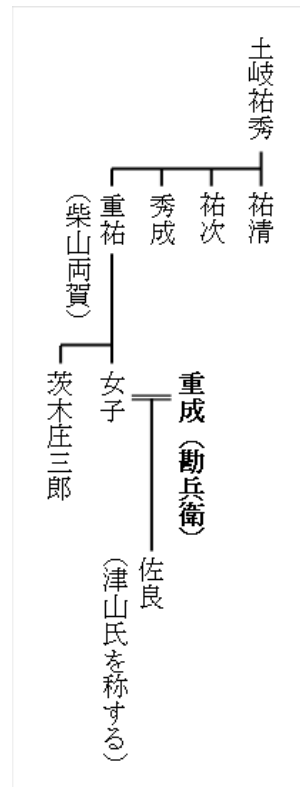 土岐祐秀
祐清
祐次
秀成
重祐
（柴山両賀）
重成（勘兵衛）
女子
茨木庄三郎
佐良
（津山氏を称する）